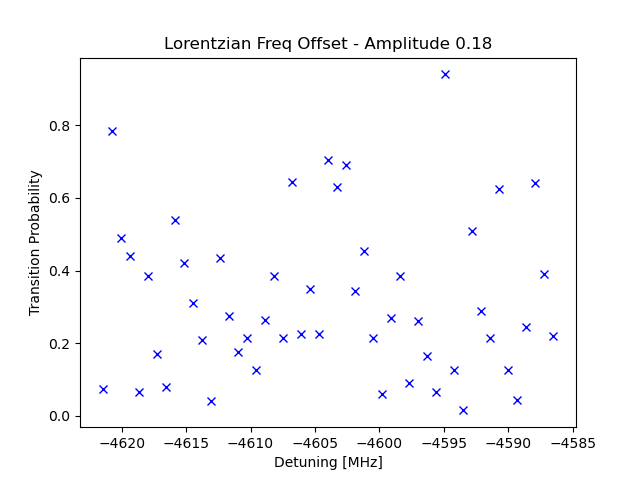 Lorentzian Freq Offset - Amplitude 0.18
Transition Probability
0.8
0.6
0.4
0.2
0.0
−4620 −4615 −4610 −4605 −4600 −4595 −4590 −4585
Detuning [MHz]